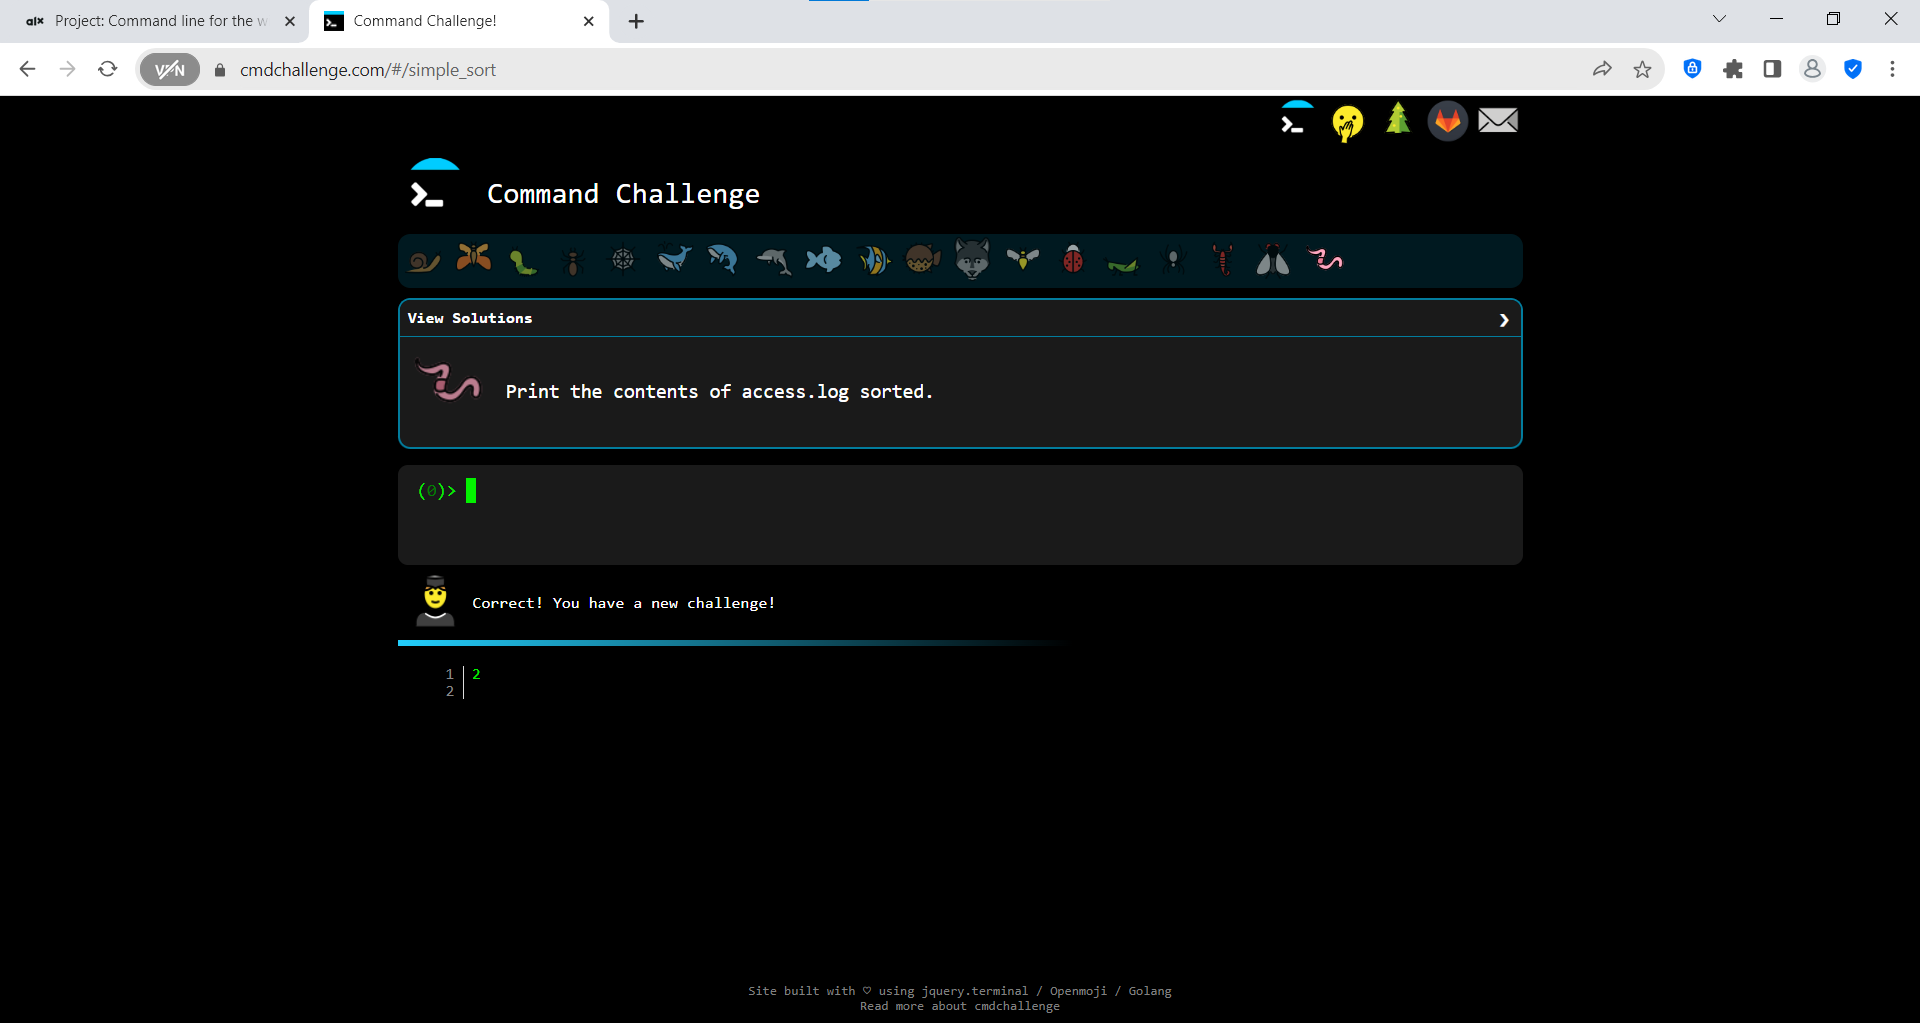 alx Project: Command line for the w
Command Challenge!
VPN
cmdchallenge.com/#/simple_sort
Command Challenge
View Solutions
Print the contents of access.log sorted.
(0)>
Correct! You have a new challenge!
1 2
2
Site built with ♡ using jquery.terminal / Openmoji / Golang
Read more about cmdchallenge